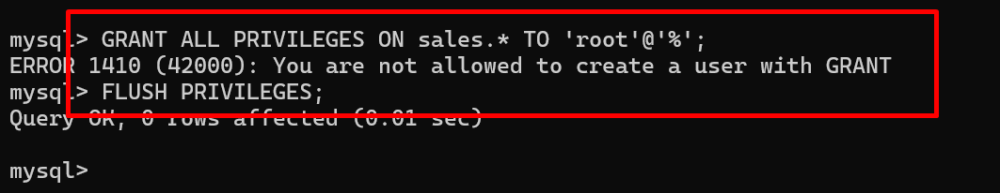 mysql> GRANT ALL PRIVILEGES ON sales.* TO 'root'@'%';
ERROR 1410 (42000): You are not allowed to create a user with GRANT
mysql> FLUSH PRIVILEGES;
Query OK, 0 rows affected (0.01 sec)
mysql>